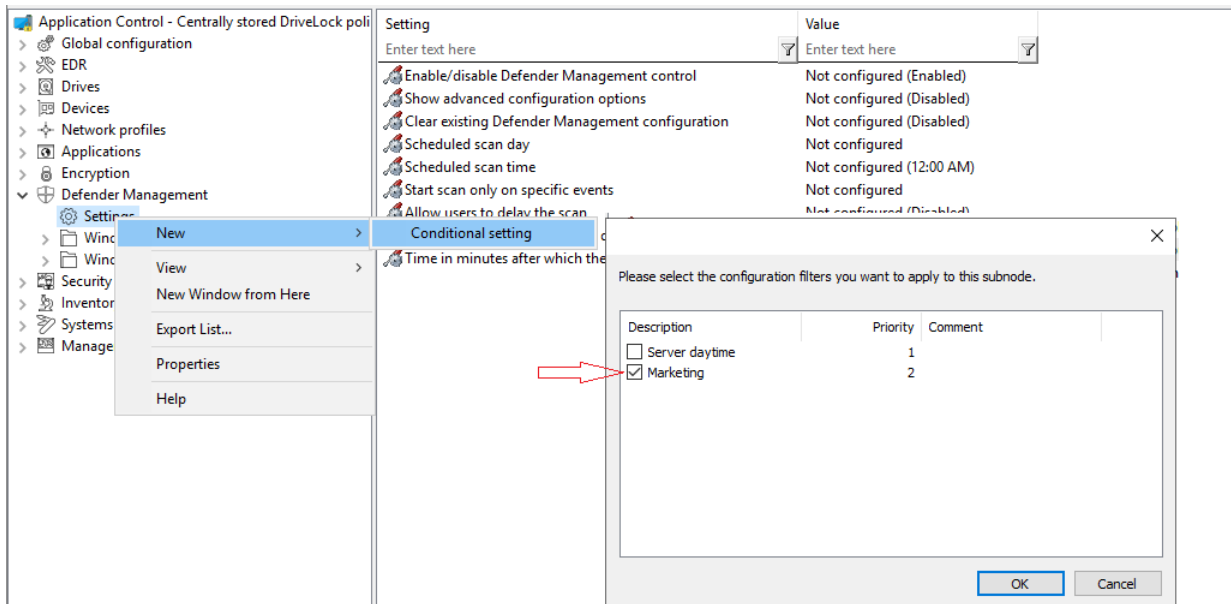 Application Control - Centrally stored DriveLock poli
Global configuration
EDR
Drives
Devices
Network profiles
Applications
Encryption
Defender Management
Settings
Security
Systems
New
View
New Window from Here
Export List...
Properties
Help
Conditional setting
Setting Value
Enter text here Enter text here
Enable/disable Defender Management control Not configured (Enabled)
Show advanced configuration options Not configured (Disabled)
Clear existing Defender Management configuration Not configured (Disabled)
Scheduled scan day Not configured
Scheduled scan time Not configured (12:00 AM)
Start scan only on specific events Not configured
Allow users to delay the scan Not configured (Disabled)
Time in minutes after which the
Please select the configuration filters you want to apply to this subnode.
Description Priority Comment
Server daytime 1
Marketing 2
OK Cancel